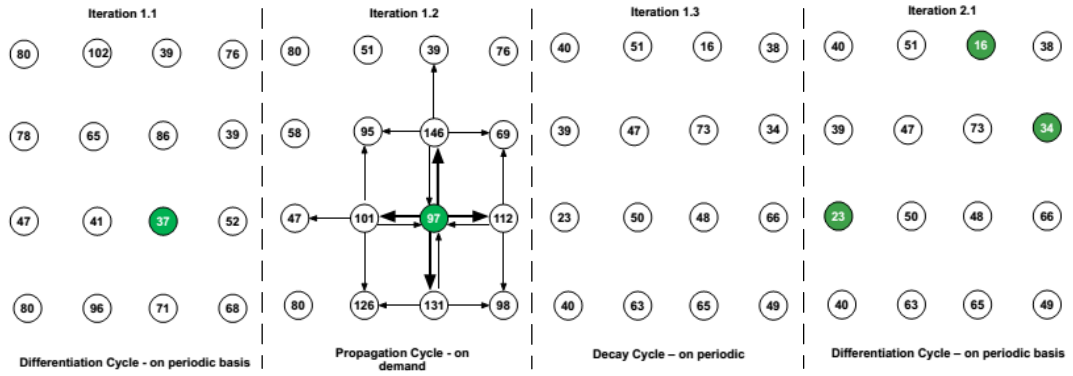 Iteration 1.1
80 102 39 76
78 65 86 39
47 41 37 52
80 96 71 68
Differentiation Cycle - on periodic basis
Iteration 1.2
80 51 39 76
58 95 146 69
47 101 97 112
80 126 131 98
Propagation Cycle - on
demand
Iteration 1.3
40 51 16 38
39 47 73 34
23 50 48 66
40 63 65 49
Decay Cycle – on periodic
Iteration 2.1
40 51 16 38
39 47 73 34
23 50 48 66
40 63 65 49
Differentiation Cycle – on periodic basis